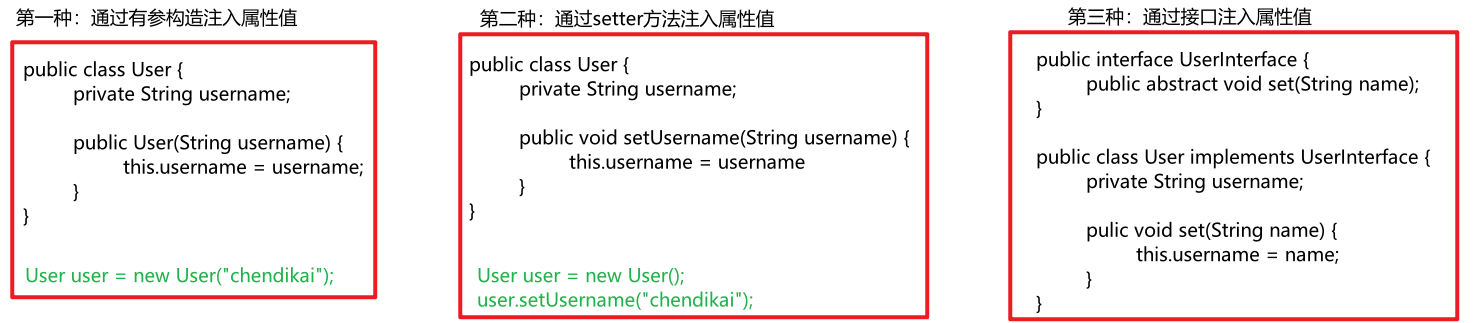 第一种：通过有参构造注入属性值
public class User {
private String username;
public User(String username) {
this.username = username;
}
}
User user = new User("chendikai");
第二种：通过setter方法注入属性值
public class User {
private String username;
public void setUsername(String username) {
this.username = username
}
}
User user = new User();
user.setUsername("chendikai");
第三种：通过接口注入属性值
public interface UserInterface {
public abstract void set(String name);
}
public class User implements UserInterface {
private String username;
pulic void set(String name) {
this.username = name;
}
}